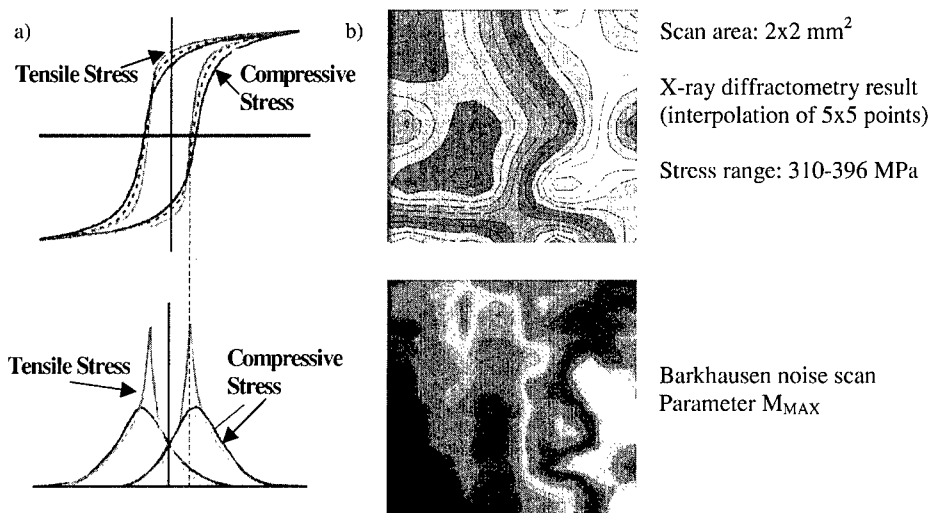 a)
Tensile Stress
Compressive
Stress
b)
Scan area: 2x2 mm²
X-ray diffractometry result
(interpolation of 5x5 points)
Stress range: 310-396 MPa
Tensile Stress
Compressive
Stress
Barkhausen noise scan
Parameter M_MAX